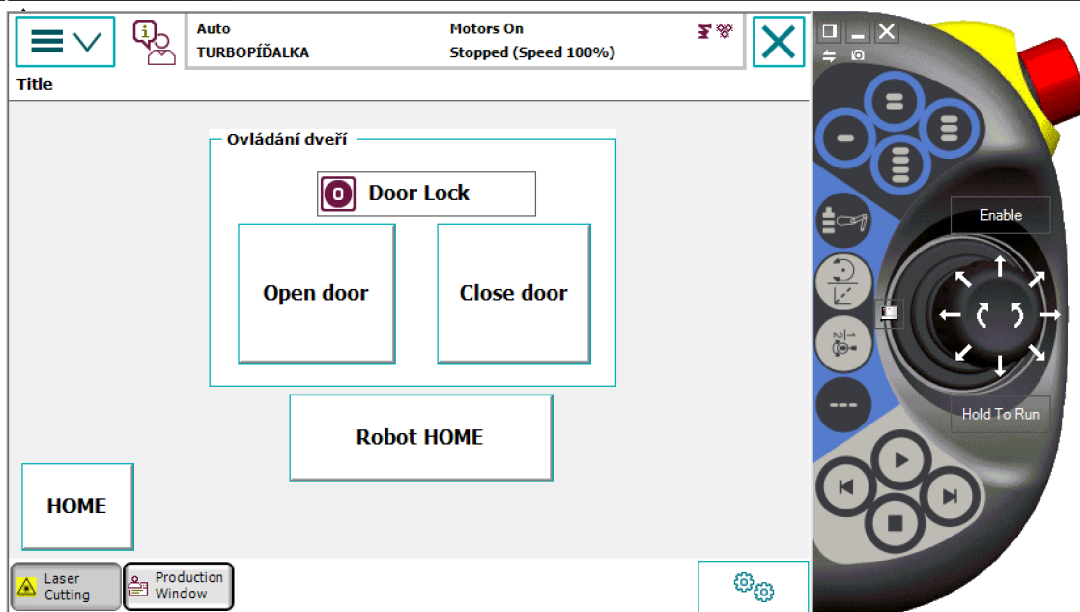 Auto
Motors On
TURBOPÍĎALKA
Stopped (Speed 100%)
Title
Ovládání dveří
Door Lock
Open door
Close door
Robot HOME
HOME
Laser
Cutting
Production
Window
Enable
Hold To Run